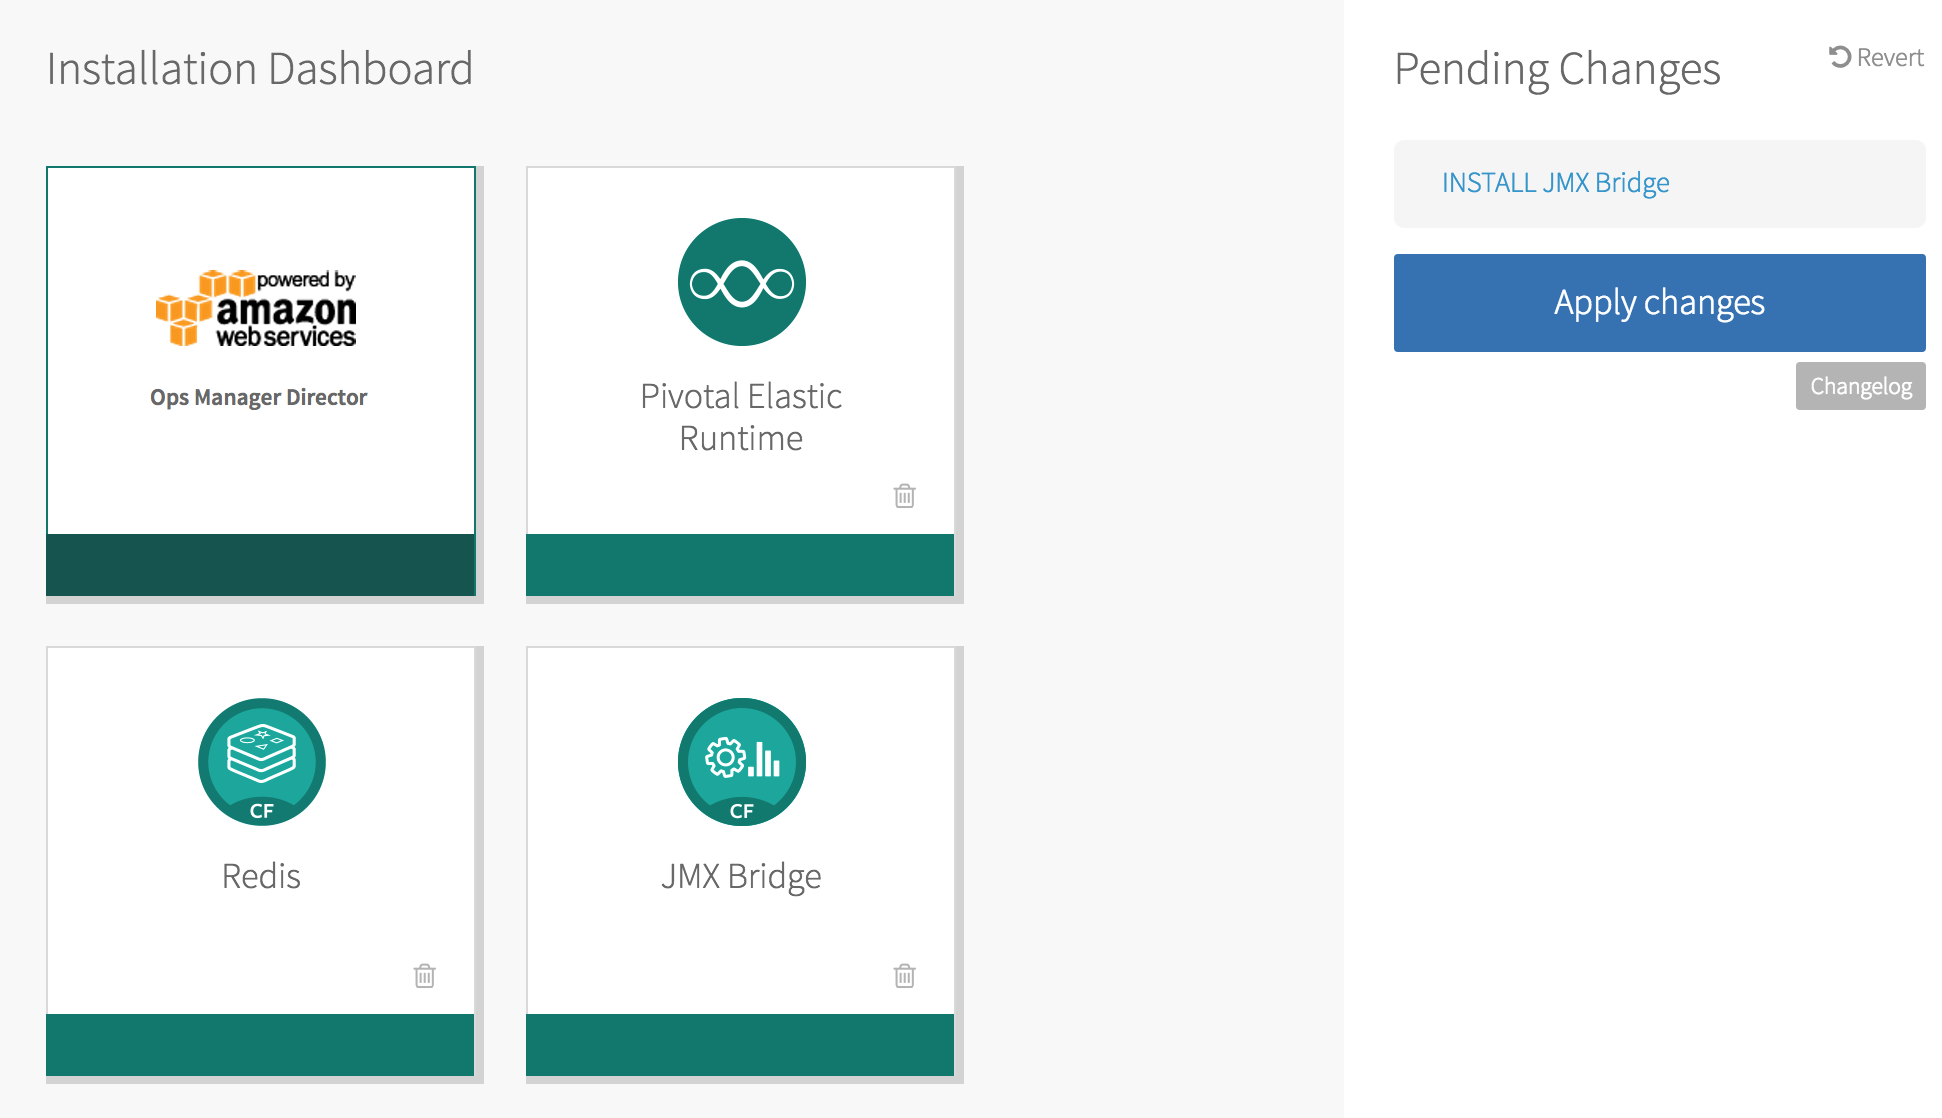 Installation Dashboard
Pending Changes
Revert
INSTALL JMX Bridge
Apply changes
Changelog
powered by
amazon
web services
Ops Manager Director
Pivotal Elastic
Runtime
CF
Redis
CF
JMX Bridge